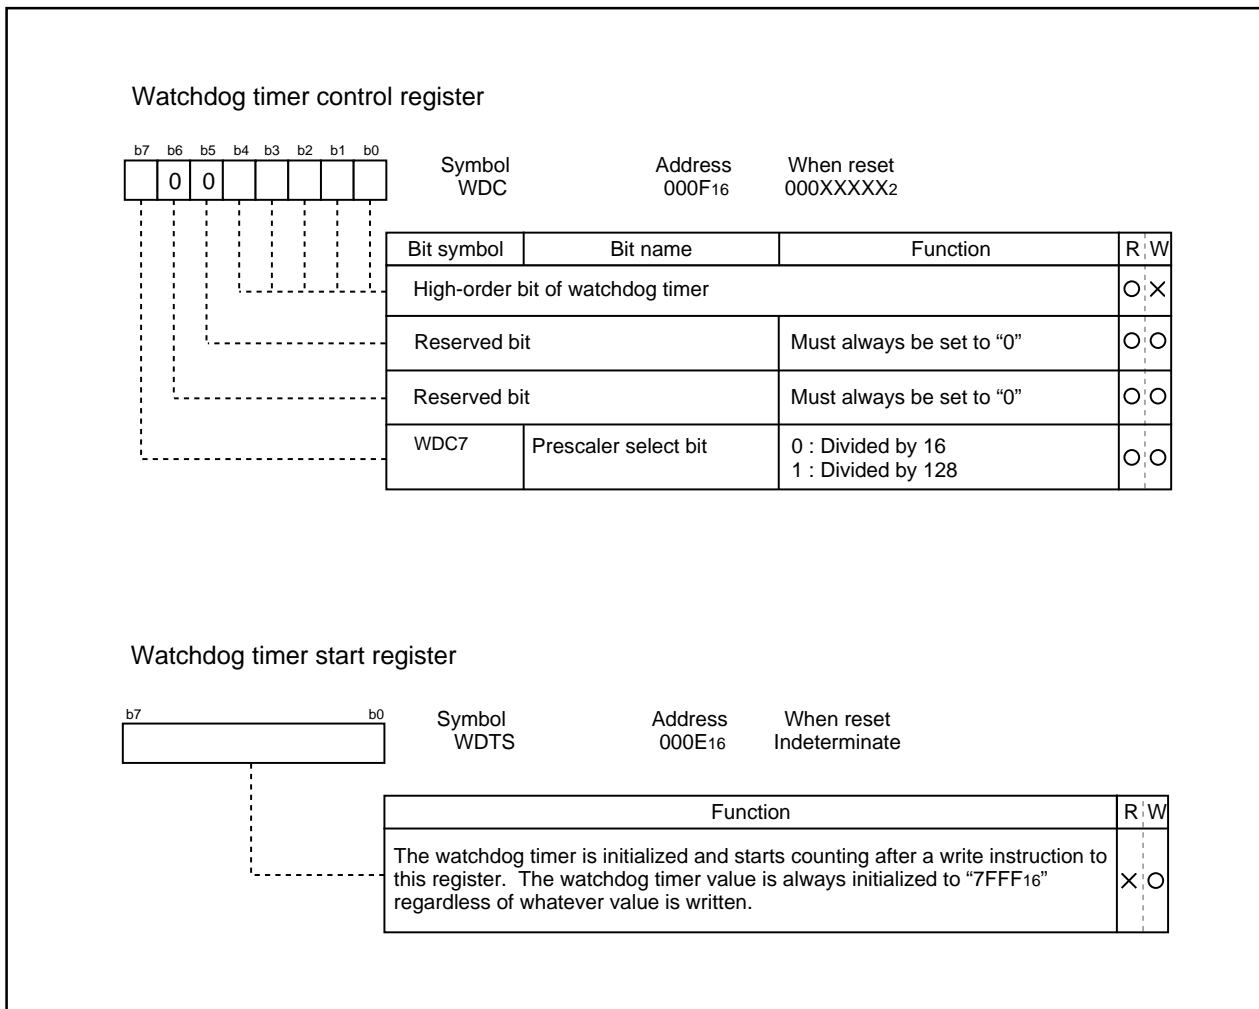 Watchdog timer control register
b7 b6 b5 b4 b3 b2 b1 b0
0 0
Symbol Address When reset
WDC 000F16 000XXXXX2
Bit symbol Bit name Function R W
High-order bit of watchdog timer
Reserved bit Must always be set to “0”
Reserved bit Must always be set to “0”
WDC7 Prescaler select bit 0 : Divided by 16
1 : Divided by 128
Watchdog timer start register
b7 b0
Symbol Address When reset
WDTS 000E16 Indeterminate
Function R W
The watchdog timer is initialized and starts counting after a write instruction to
this register. The watchdog timer value is always initialized to “7FFF16”
regardless of whatever value is written.